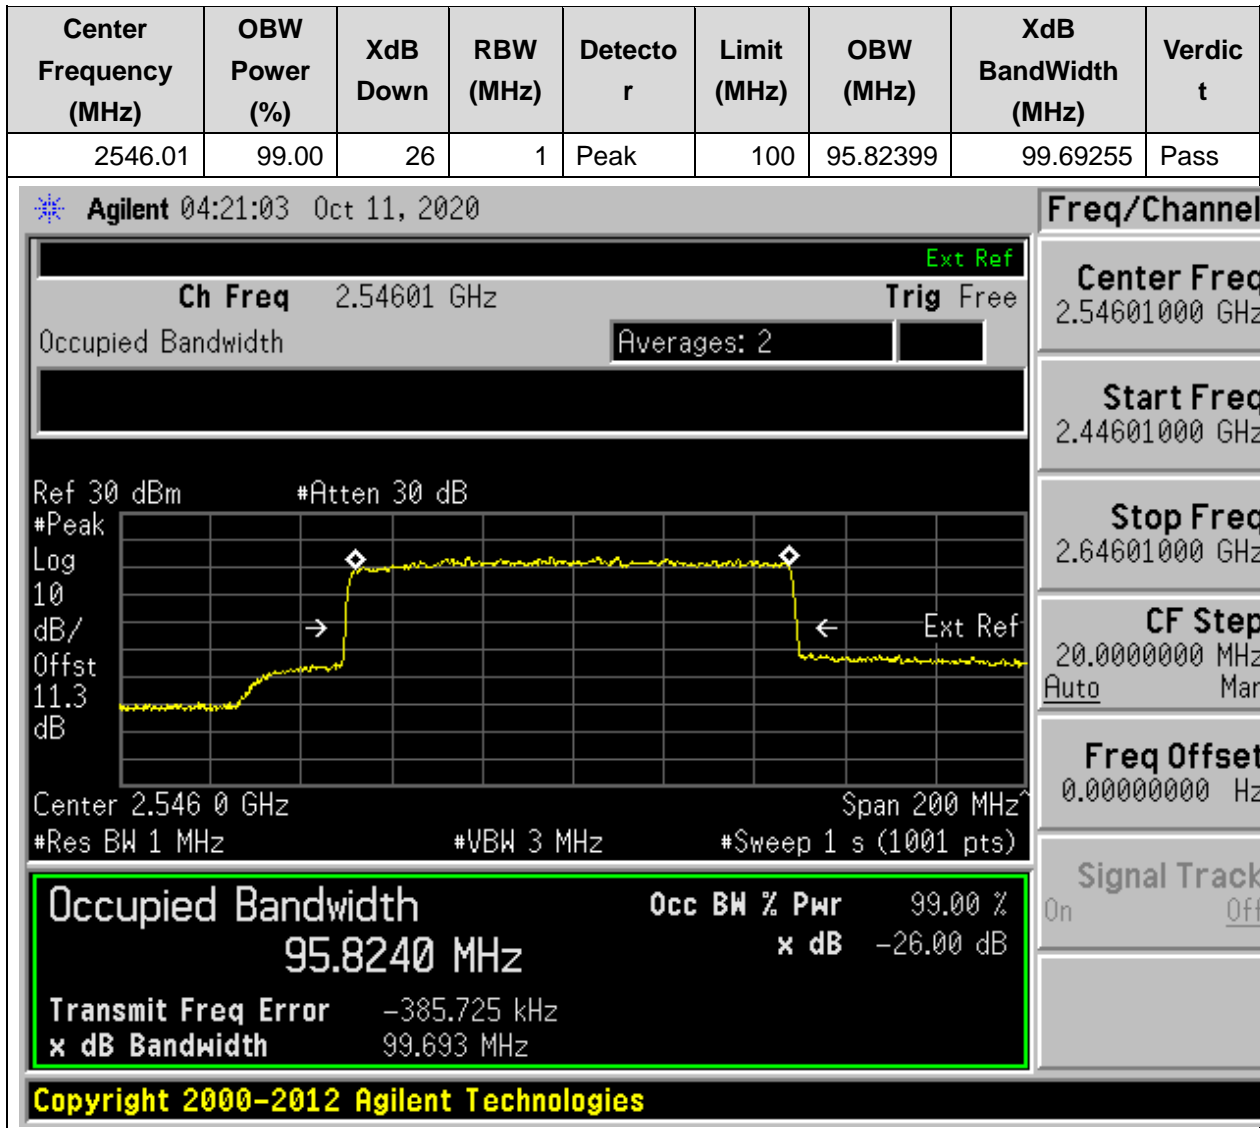 Center Frequency (MHz) OBW Power (%) XdB Down RBW (MHz) Detector Limit (MHz) OBW (MHz) XdB BandWidth (MHz) Verdict
2546.01 99.00 26 1 Peak 100 95.82399 99.69255 Pass
Agilent 04:21:03 Oct 11, 2020
Freq/Channel
Ext Ref
Ch Freq 2.54601 GHz Trig Free
Occupied Bandwidth Averages: 2
Center Freq
2.54601000 GHz
Start Freq
2.44601000 GHz
Stop Freq
2.64601000 GHz
CF Step
20.0000000 MHz
Auto Man
Freq Offset
0.00000000 Hz
Signal Track
On Off
Ref 30 dBm #Atten 30 dB
#Peak
Log
10
dB/
Offst
11.3
dB
Ext Ref
Center 2.546 0 GHz Span 200 MHz^
#Res BW 1 MHz #VBW 3 MHz #Sweep 1 s (1001 pts)
Occupied Bandwidth Occ BW % Pwr 99.00 %
95.8240 MHz x dB -26.00 dB
Transmit Freq Error -385.725 kHz
x dB Bandwidth 99.693 MHz
Copyright 2000-2012 Agilent Technologies